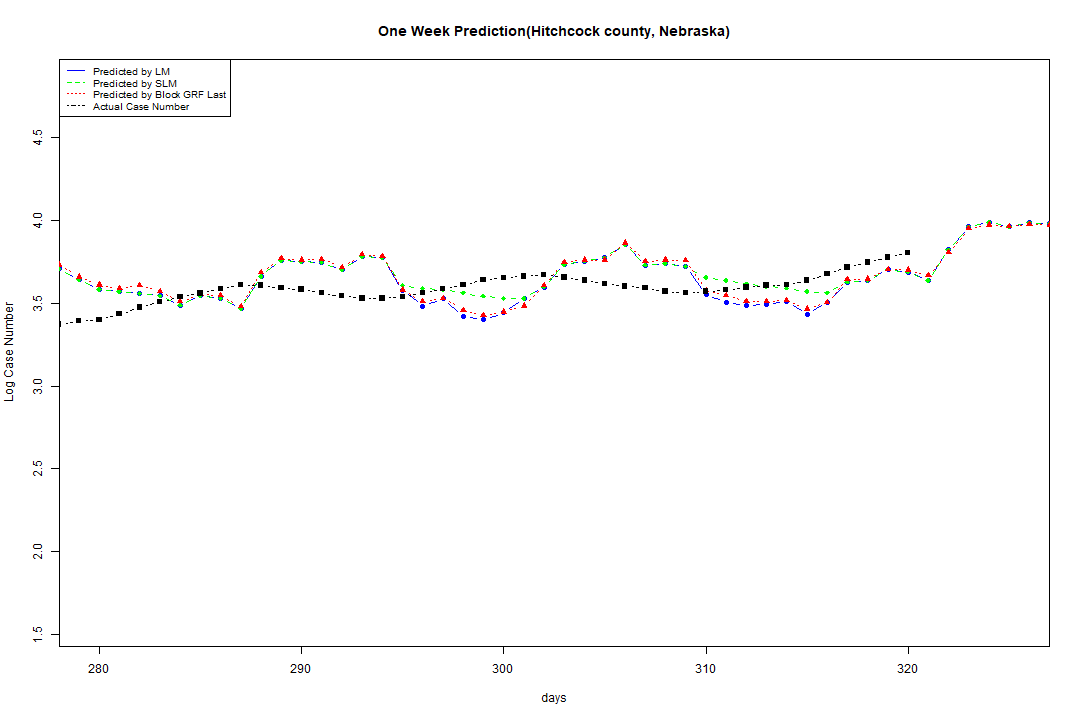 One Week Prediction(Hitchcock county, Nebraska)
Predicted by LM
Predicted by SLM
Predicted by Block GRF Last
Actual Case Number
4.5
4.0
3.5
3.0
2.5
2.0
1.5
Log Case Number
280 290 300 310 320
days